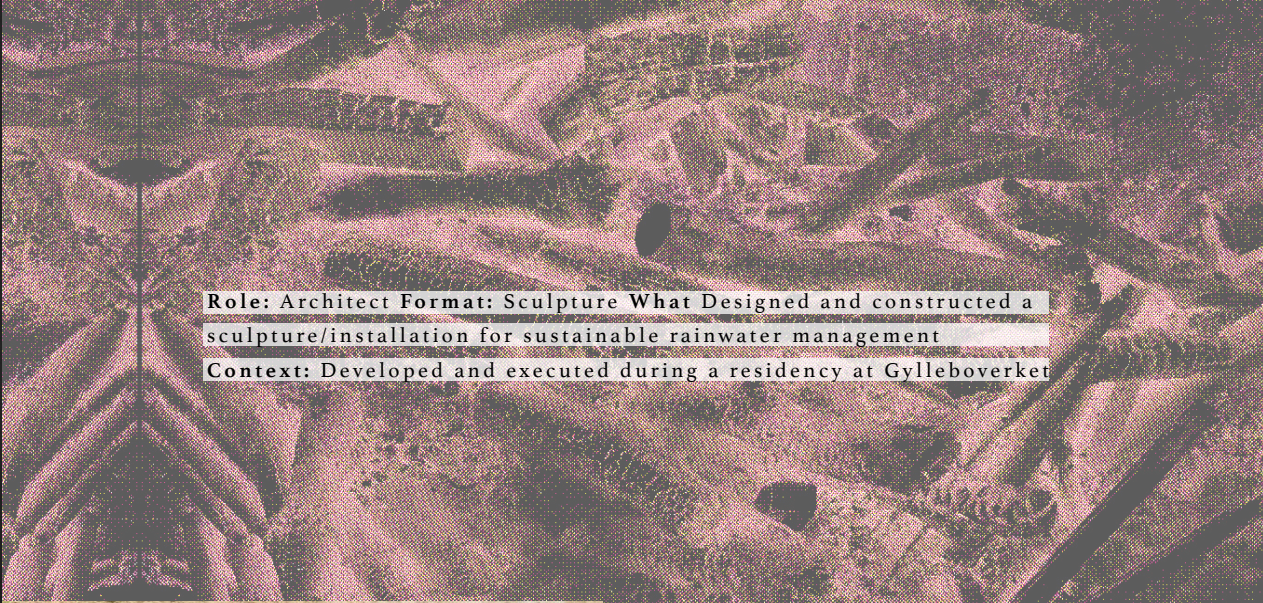 Role: Architect Format: Sculpture What Designed and constructed a
sculpture/installation for sustainable rainwater management
Context: Developed and executed during a residency at Gylleboverket